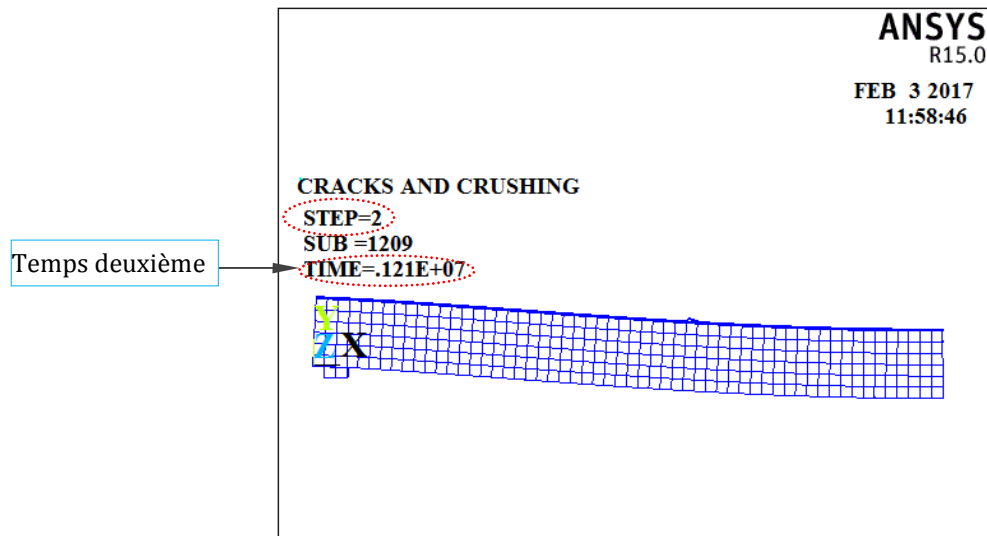 ANSYS
R15.0
FEB 3 2017
11:58:46
CRACKS AND CRUSHING
STEP=2
SUB =1209
TIME=.121E+07
Temps deuxième
Y
Z X